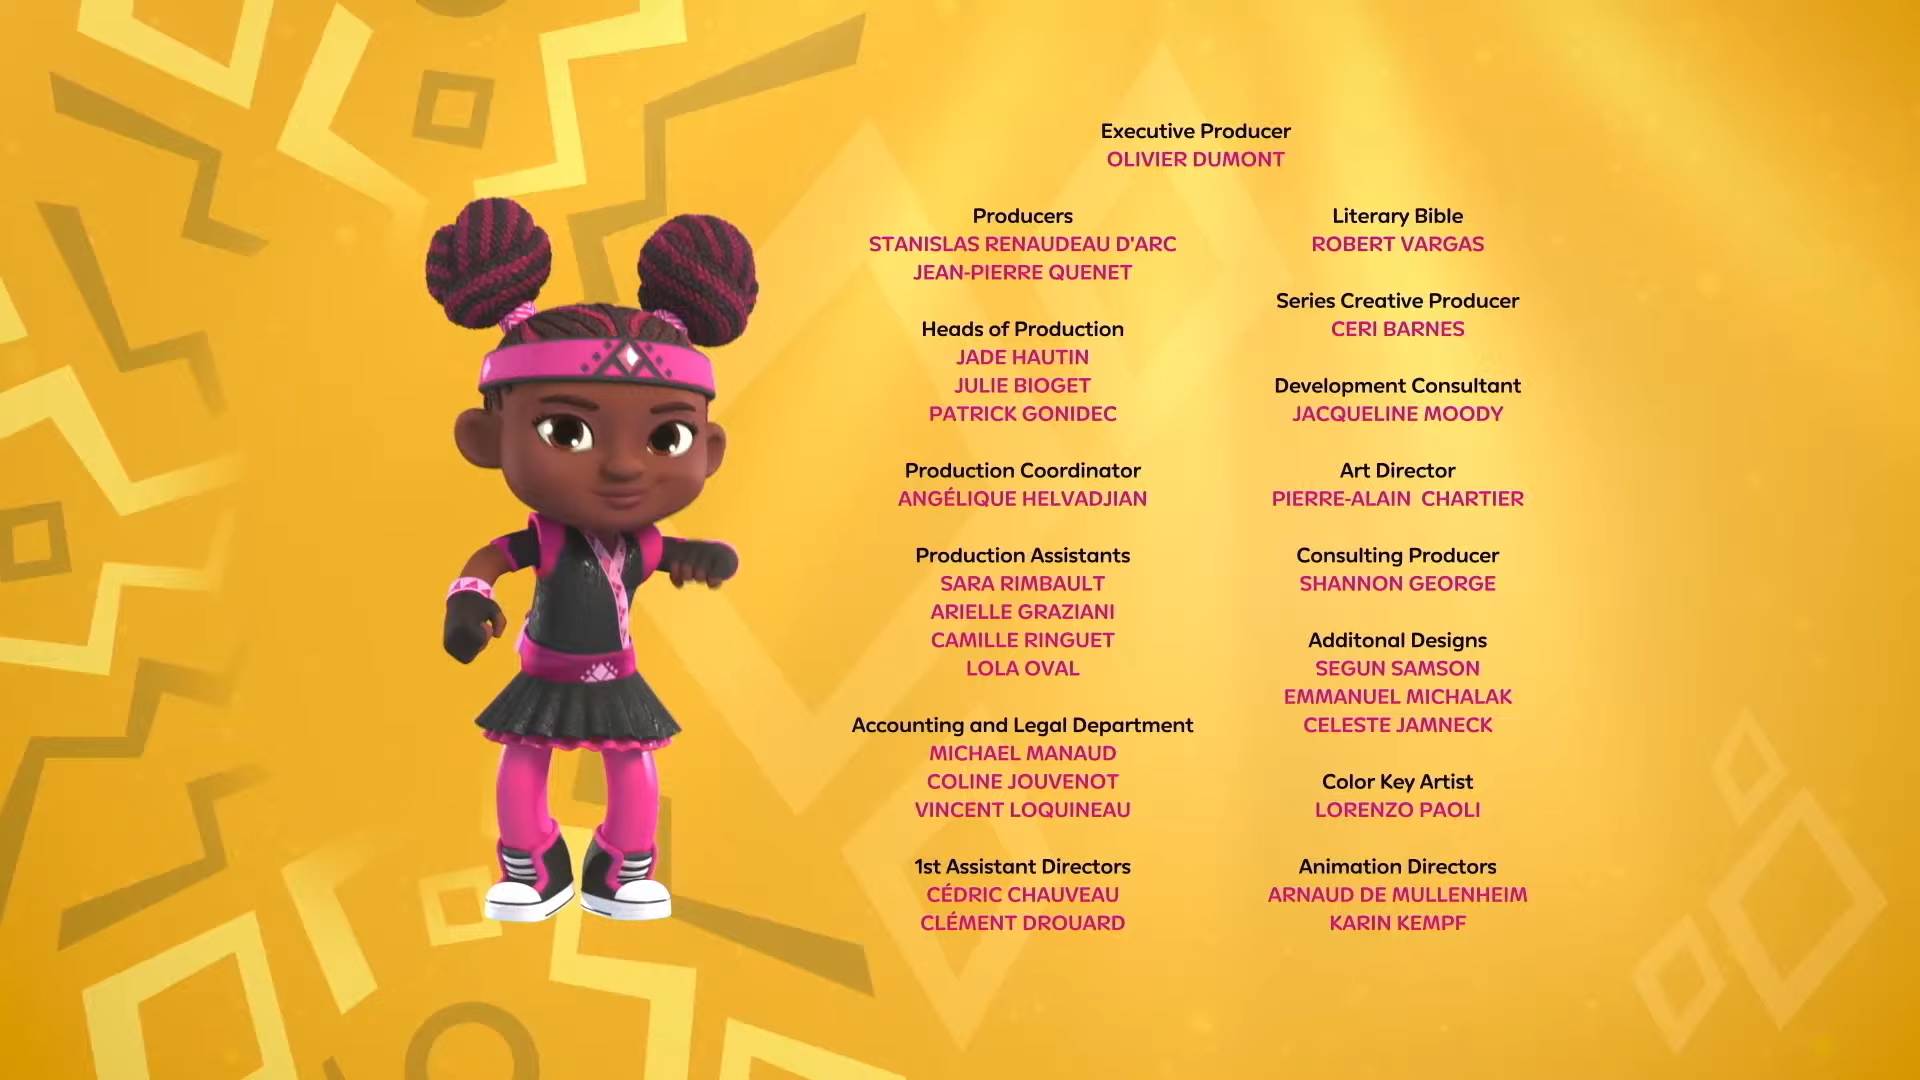 Executive Producer
OLIVIER DUMONT
Producers
STANISLAS RENAUDEAU D'ARC
JEAN-PIERRE QUENET
Heads of Production
JADE HAUTIN
JULIE BIOGET
PATRICK GONIDEC
Production Coordinator
ANGÉLIQUE HELVADJIAN
Production Assistants
SARA RIMBAULT
ARIELLE GRAZIANI
CAMILLE RINGUET
LOLA OVAL
Accounting and Legal Department
MICHAEL MANAUD
COLINE JOUVENOT
VINCENT LOQUINEAU
1st Assistant Directors
CÉDRIC CHAUVEAU
CLÉMENT DROUARD
Literary Bible
ROBERT VARGAS
Series Creative Producer
CERI BARNES
Development Consultant
JACQUELINE MOODY
Art Director
PIERRE-ALAIN  CHARTIER
Consulting Producer
SHANNON GEORGE
Additonal Designs
SEGUN SAMSON
EMMANUEL MICHALAK
CELESTE JAMNECK
Color Key Artist
LORENZO PAOLI
Animation Directors
ARNAUD DE MULLENHEIM
KARIN KEMPF